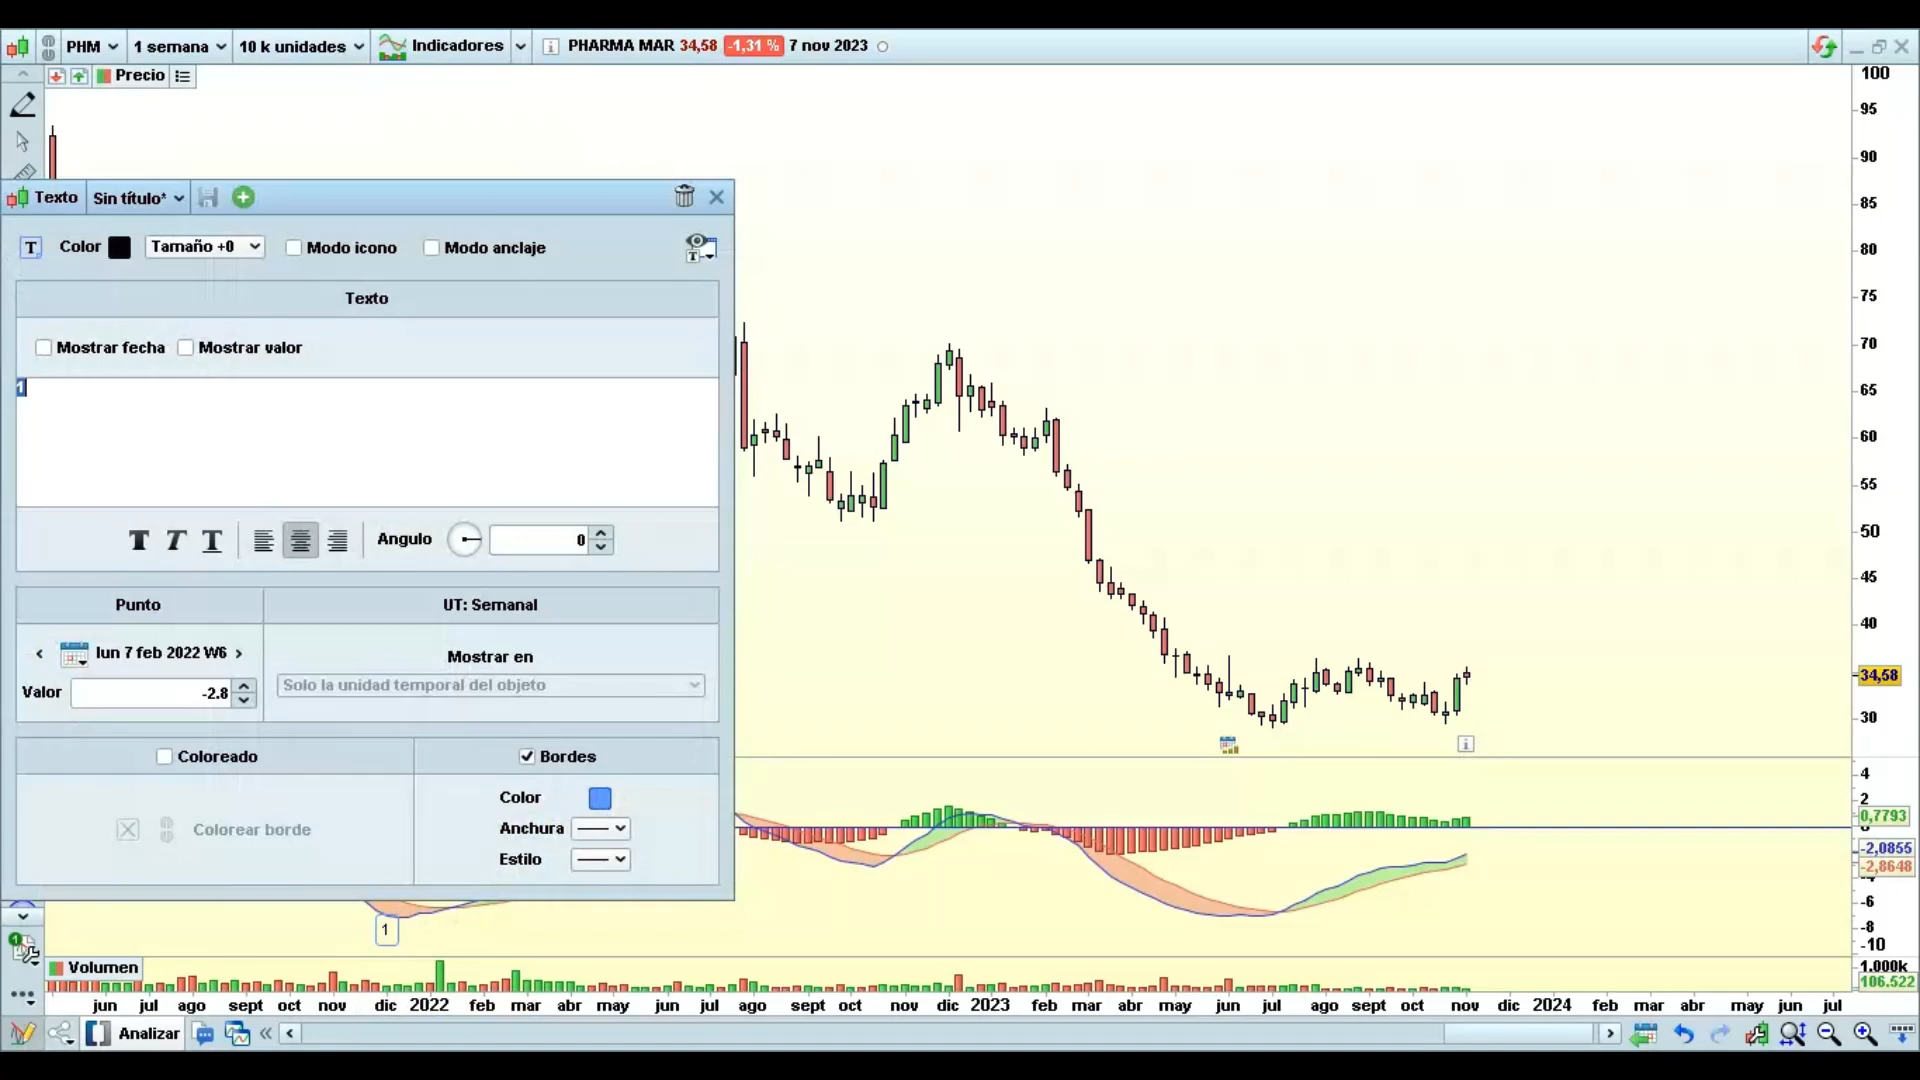 PHM 1 semana 10 k unidades Indicadores PHARMA MAR 34,58 -1,31 % 7 nov 2023
Precio
100
95
90
85
80
75
70
65
60
55
50
45
40
34,58
30
Texto Sin título*
Color Tamaño +0 Modo icono Modo anclaje
Texto
Mostrar fecha Mostrar valor
1
T T T Angulo 0
Punto UT: Semanal
lun 7 feb 2022 W6 Mostrar en
Valor -2.8 Solo la unidad temporal del objeto
Coloreado Bordes
Colorear borde
Color
Anchura
Estilo
4
2
0,7793
-2,0855
-2,8648
-6
-8
-10
1
Volumen
1.000k
106.522
jun jul ago sept oct nov dic 2022 feb mar abr may jun jul ago sept oct nov dic 2023 feb mar abr may jun jul ago sept oct nov dic 2024 feb mar abr may jun jul
Analizar